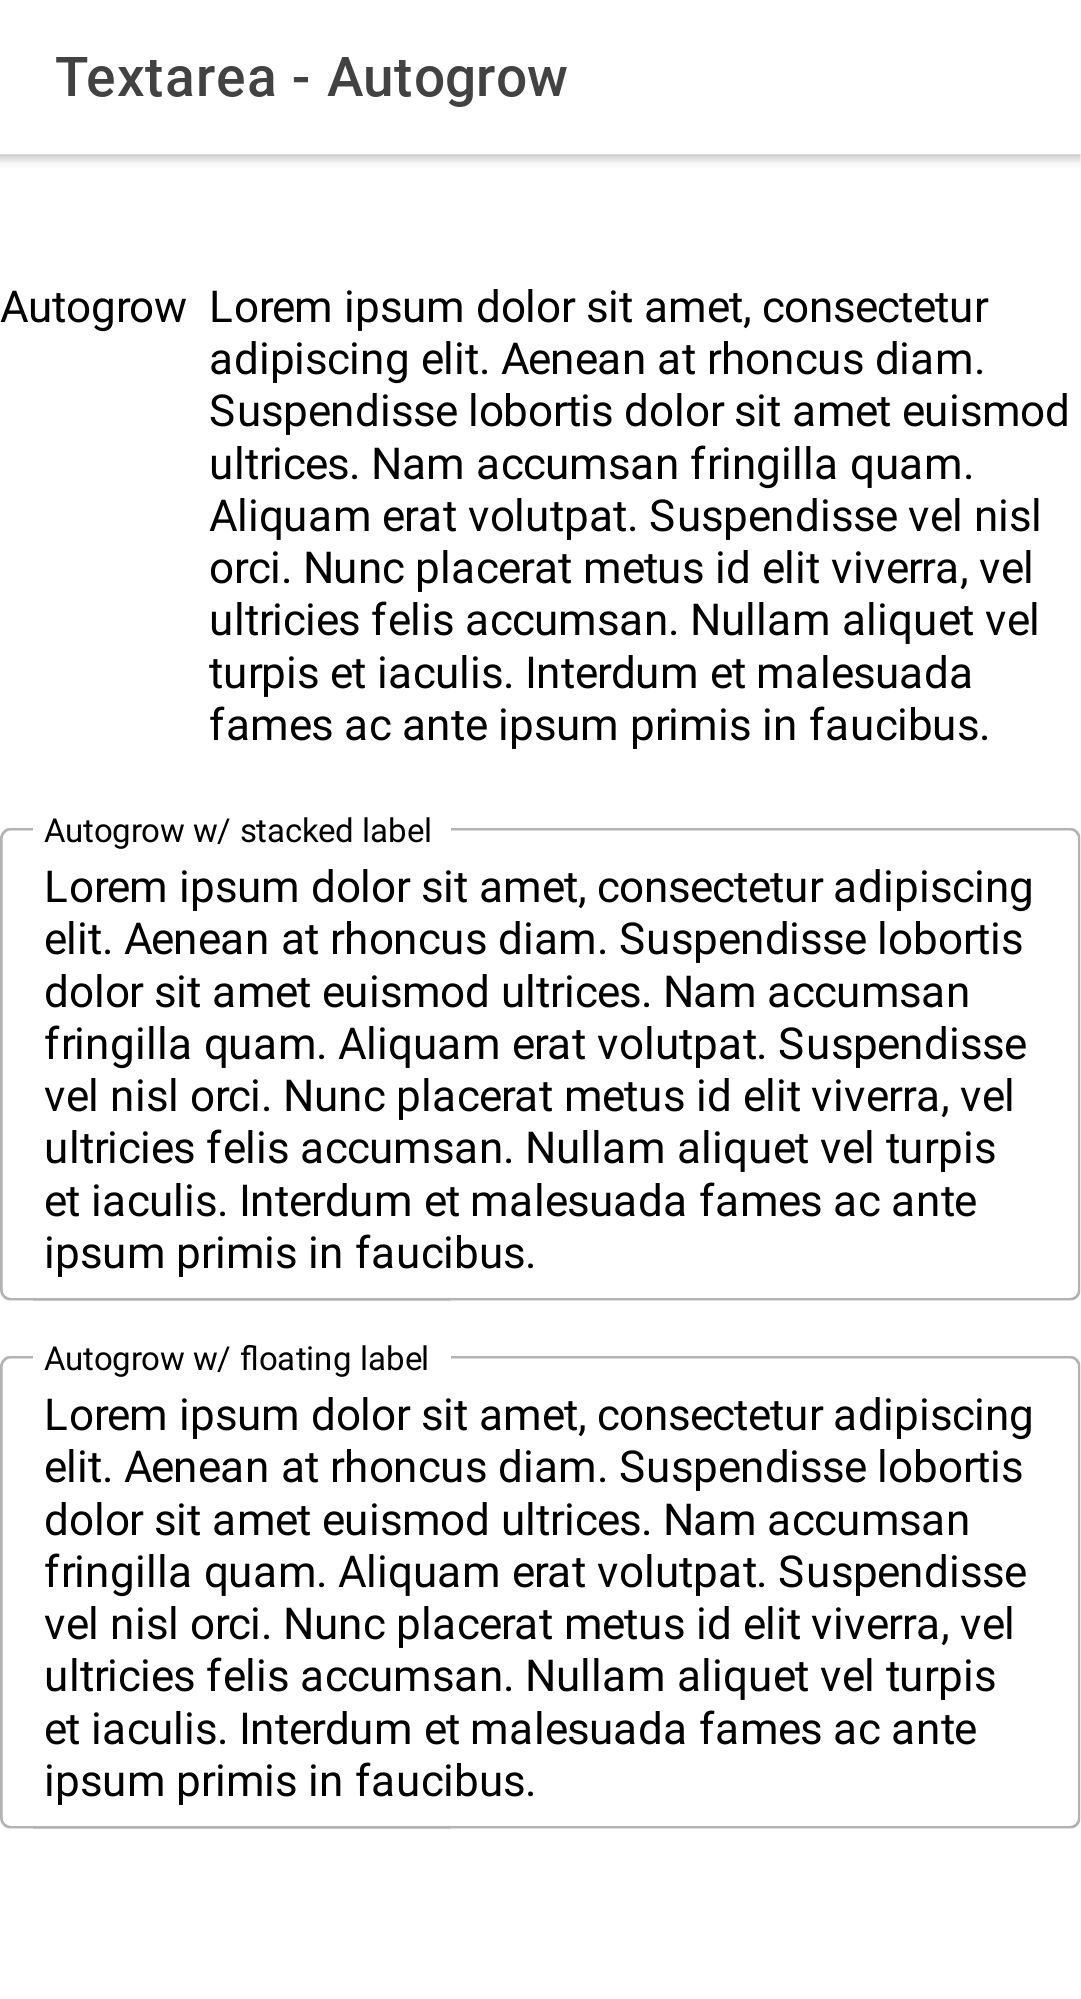 Textarea - Autogrow
Autogrow Lorem ipsum dolor sit amet, consectetur
adipiscing elit. Aenean at rhoncus diam.
Suspendisse lobortis dolor sit amet euismod
ultrices. Nam accumsan fringilla quam.
Aliquam erat volutpat. Suspendisse vel nisl
orci. Nunc placerat metus id elit viverra, vel
ultricies felis accumsan. Nullam aliquet vel
turpis et iaculis. Interdum et malesuada
fames ac ante ipsum primis in faucibus.
Autogrow w/ stacked label
Lorem ipsum dolor sit amet, consectetur adipiscing
elit. Aenean at rhoncus diam. Suspendisse lobortis
dolor sit amet euismod ultrices. Nam accumsan
fringilla quam. Aliquam erat volutpat. Suspendisse
vel nisl orci. Nunc placerat metus id elit viverra, vel
ultricies felis accumsan. Nullam aliquet vel turpis
et iaculis. Interdum et malesuada fames ac ante
ipsum primis in faucibus.
Autogrow w/ floating label
Lorem ipsum dolor sit amet, consectetur adipiscing
elit. Aenean at rhoncus diam. Suspendisse lobortis
dolor sit amet euismod ultrices. Nam accumsan
fringilla quam. Aliquam erat volutpat. Suspendisse
vel nisl orci. Nunc placerat metus id elit viverra, vel
ultricies felis accumsan. Nullam aliquet vel turpis
et iaculis. Interdum et malesuada fames ac ante
ipsum primis in faucibus.